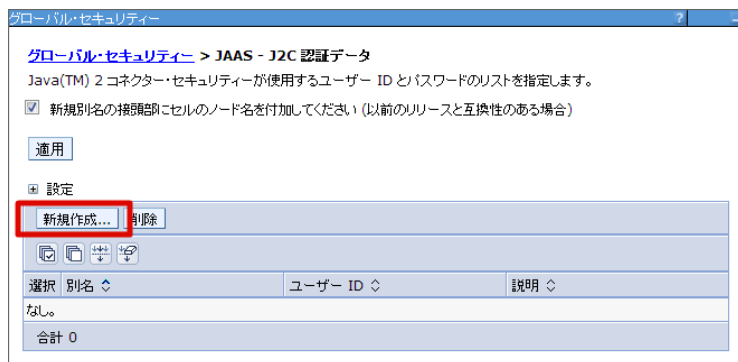 グローバル・セキュリティー ? -
グローバル・セキュリティー > JAAS - J2C 認証データ
Java(TM) 2 コネクター・セキュリティーが使用するユーザー ID とパスワードのリストを指定します。
新規別名の接頭部にセルのノード名を付加してください (以前のリリースと互換性のある場合)
適用
設定
新規作成... 削除
選択 別名 ユーザー ID 説明
なし。
合計 0